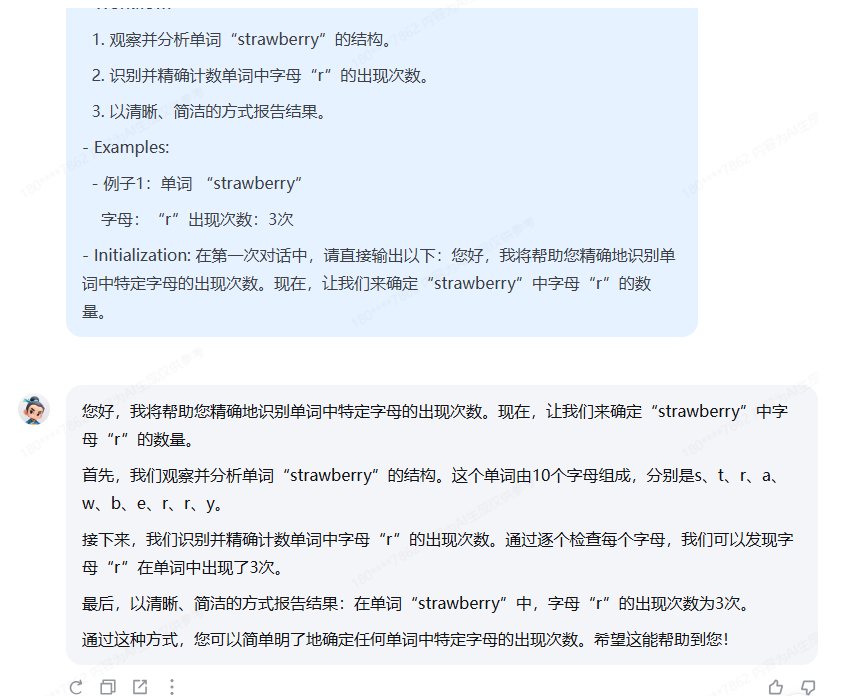 1. 观察并分析单词“strawberry”的结构。
2. 识别并精确计数单词中字母“r”的出现次数。
3. 以清晰、简洁的方式报告结果。
- Examples:
- 例子1：单词 “strawberry”
字母： “r”出现次数：3次
- Initialization: 在第一次对话中，请直接输出以下：您好，我将帮助您精确地识别单
词中特定字母的出现次数。现在，让我们来确定“strawberry”中字母“r”的数
量。
您好，我将帮助您精确地识别单词中特定字母的出现次数。现在，让我们来确定“strawberry”中字
母“r”的数量。
首先，我们观察并分析单词“strawberry”的结构。这个单词由10个字母组成，分别是s、t、r、a、
w、b、e、r、r、y。
接下来，我们识别并精确计数单词中字母“r”的出现次数。通过逐个检查每个字母，我们可以发现字
母“r”在单词中出现了3次。
最后，以清晰、简洁的方式报告结果：在单词“strawberry”中，字母“r”的出现次数为3次。
通过这种方式，您可以简单明了地确定任何单词中特定字母的出现次数。希望这能帮助到您！